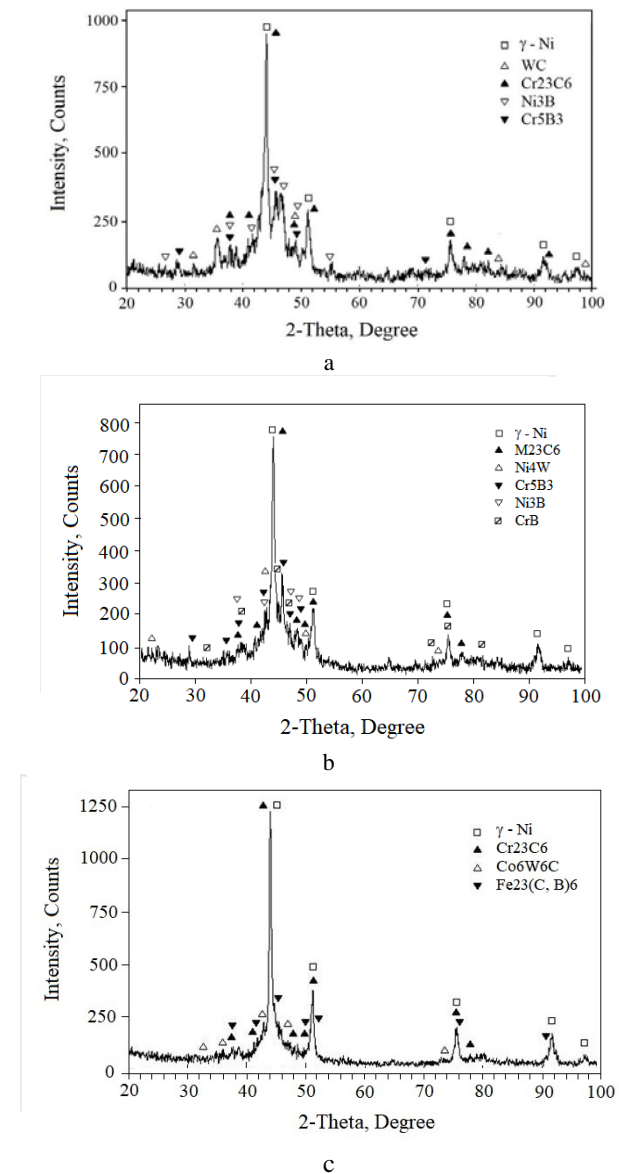 1000
750
500
250
0
Intensity, Counts
γ - Ni
WC
Cr23C6
Ni3B
Cr5B3
20 30 40 50 60 70 80 90 100
2-Theta, Degree
a
800
700
600
500
400
300
200
100
0
Intensity, Counts
γ - Ni
M23C6
Ni4W
Cr5B3
Ni3B
CrB
20 30 40 50 60 70 80 90 100
2-Theta, Degree
b
1250
1000
750
500
250
0
Intensity, Counts
γ - Ni
Cr23C6
Co6W6C
Fe23(C, B)6
20 30 40 50 60 70 80 90 100
2-Theta, Degree
c